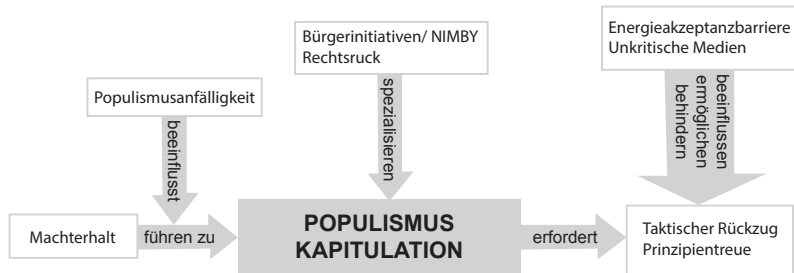 Energieakzeptanzbarriere
Unkritische Medien
Bürgerinitiativen/ NIMBY
Rechtsruck
Populismusanfälligkeit
beeinflusst
spezialisieren
beeinflussen
ermöglichen
behindern
Machterhalt
führen zu
POPULISMUS
KAPITULATION
erfordert
Taktischer Rückzug
Prinzipientreue